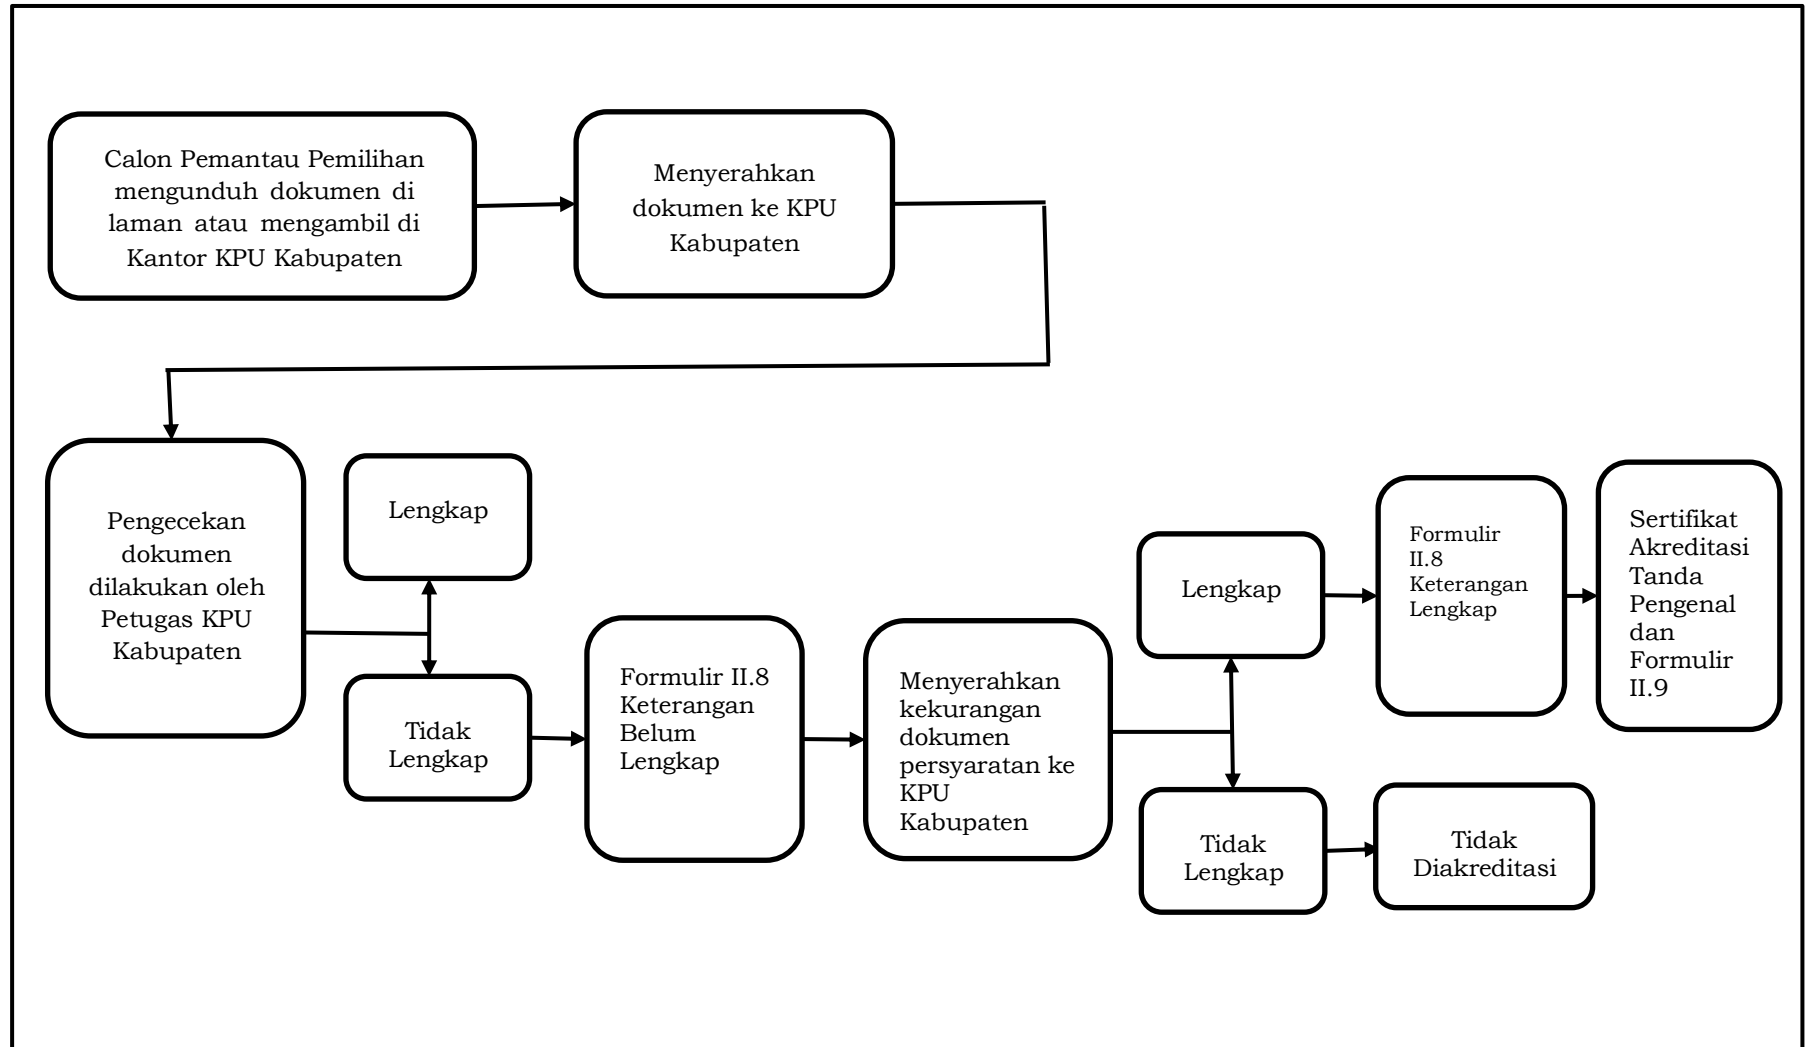 Calon Pemantau Pemilihan
mengunduh dokumen di
laman atau mengambil di
Kantor KPU Kabupaten
Menyerahkan
dokumen ke KPU
Kabupaten
Pengecekan
dokumen
dilakukan oleh
Petugas KPU
Kabupaten
Lengkap
Tidak
Lengkap
Formulir II.8
Keterangan
Belum
Lengkap
Menyerahkan
kekurangan
dokumen
persyaratan ke
KPU
Kabupaten
Lengkap
Formulir
II.8
Keterangan
Lengkap
Sertifikat
Akreditasi
Tanda
Pengenal
dan
Formulir
II.9
Tidak
Lengkap
Tidak
Diakreditasi